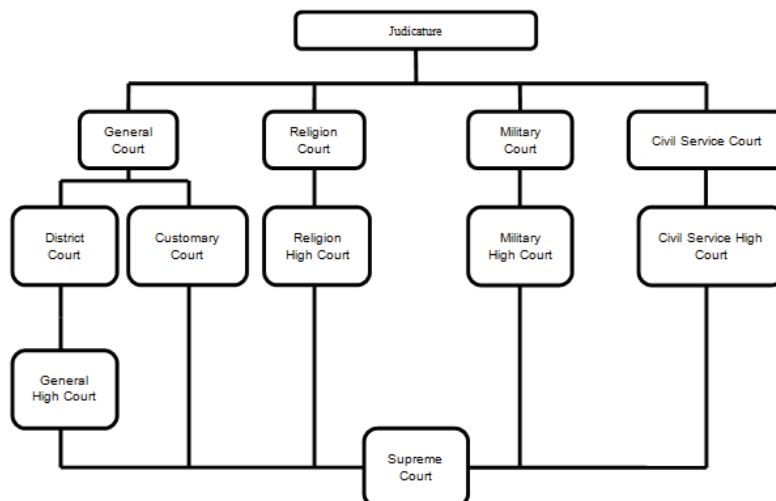 Judicature
General
Court
Religion
Court
Military
Court
Civil Service Court
District
Court
Customary
Court
Religion
High Court
Military
High Court
Civil Service High
Court
General
High Court
Supreme
Court